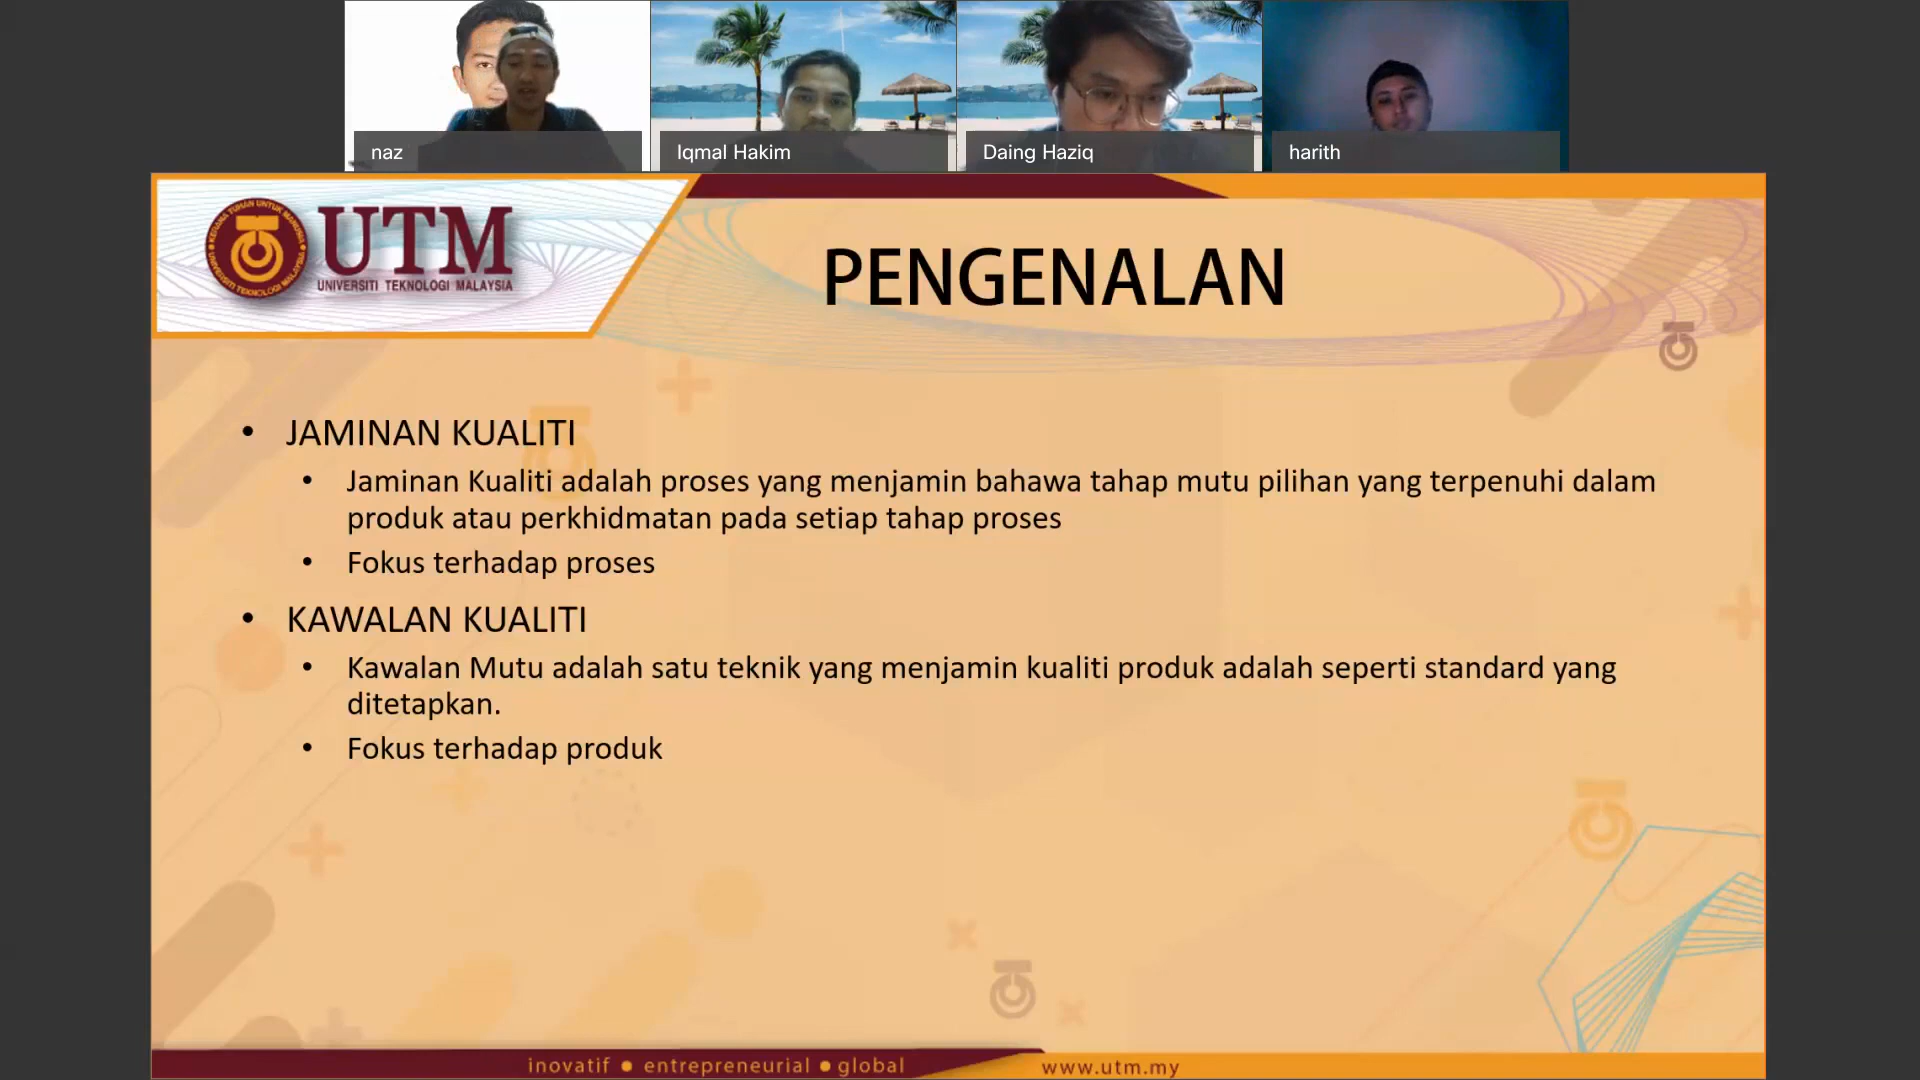 naz
Iqmal Hakim
Daing Haziq
harith
UTM
UNIVERSITI TEKNOLOGI MALAYSIA
PENGENALAN
• JAMINAN KUALITI
• Jaminan Kualiti adalah proses yang menjamin bahawa tahap mutu pilihan yang terpenuhi dalam
produk atau perkhidmatan pada setiap tahap proses
• Fokus terhadap proses
• KAWALAN KUALITI
• Kawalan Mutu adalah satu teknik yang menjamin kualiti produk adalah seperti standard yang
ditetapkan.
• Fokus terhadap produk
inovatif ● entrepreneurial ● global
www.utm.my